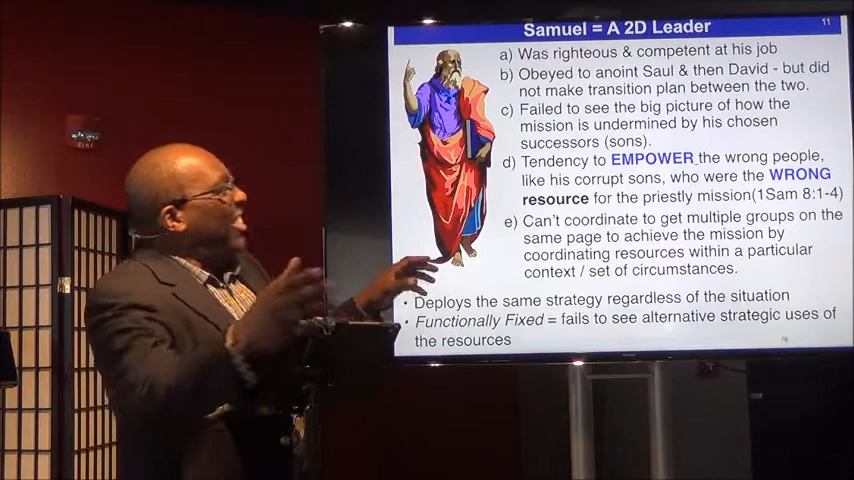 Samuel = A 2D Leader
11
a) Was righteous & competent at his job
b) Obeyed to anoint Saul & then David - but did
not make transition plan between the two.
c) Failed to see the big picture of how the
mission is undermined by his chosen
successors (sons).
d) Tendency to EMPOWER the wrong people,
like his corrupt sons, who were the WRONG
resource for the priestly mission(1Sam 8:1-4)
e) Can't coordinate to get multiple groups on the
same page to achieve the mission by
coordinating resources within a particular
context / set of circumstances.
• Deploys the same strategy regardless of the situation
• Functionally Fixed = fails to see alternative strategic uses of
the resources